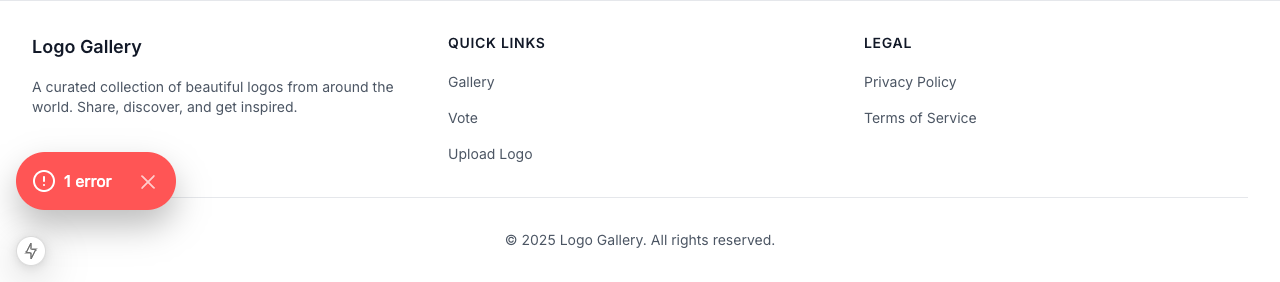 Logo Gallery
A curated collection of beautiful logos from around the
world. Share, discover, and get inspired.
QUICK LINKS
Gallery
Vote
Upload Logo
LEGAL
Privacy Policy
Terms of Service
1 error
© 2025 Logo Gallery. All rights reserved.